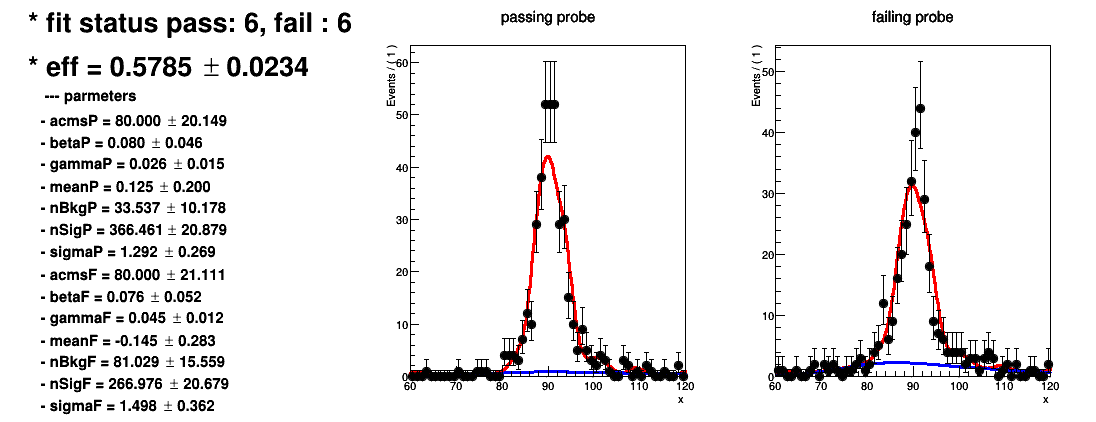 * fit status pass: 6, fail : 6
* eff = 0.5785 ± 0.0234
--- parmeters
- acmsP = 80.000 ± 20.149
- betaP = 0.080 ± 0.046
- gammaP = 0.026 ± 0.015
- meanP = 0.125 ± 0.200
- nBkgP = 33.537 ± 10.178
- nSigP = 366.461 ± 20.879
- sigmaP = 1.292 ± 0.269
- acmsF = 80.000 ± 21.111
- betaF = 0.076 ± 0.052
- gammaF = 0.045 ± 0.012
- meanF = -0.145 ± 0.283
- nBkgF = 81.029 ± 15.559
- nSigF = 266.976 ± 20.679
- sigmaF = 1.498 ± 0.362
passing probe
Events / ( 1 )
60
50
40
30
20
10
0
60 70 80 90 100 110 120
x
failing probe
Events / ( 1 )
50
40
30
20
10
0
60 70 80 90 100 110 120
x